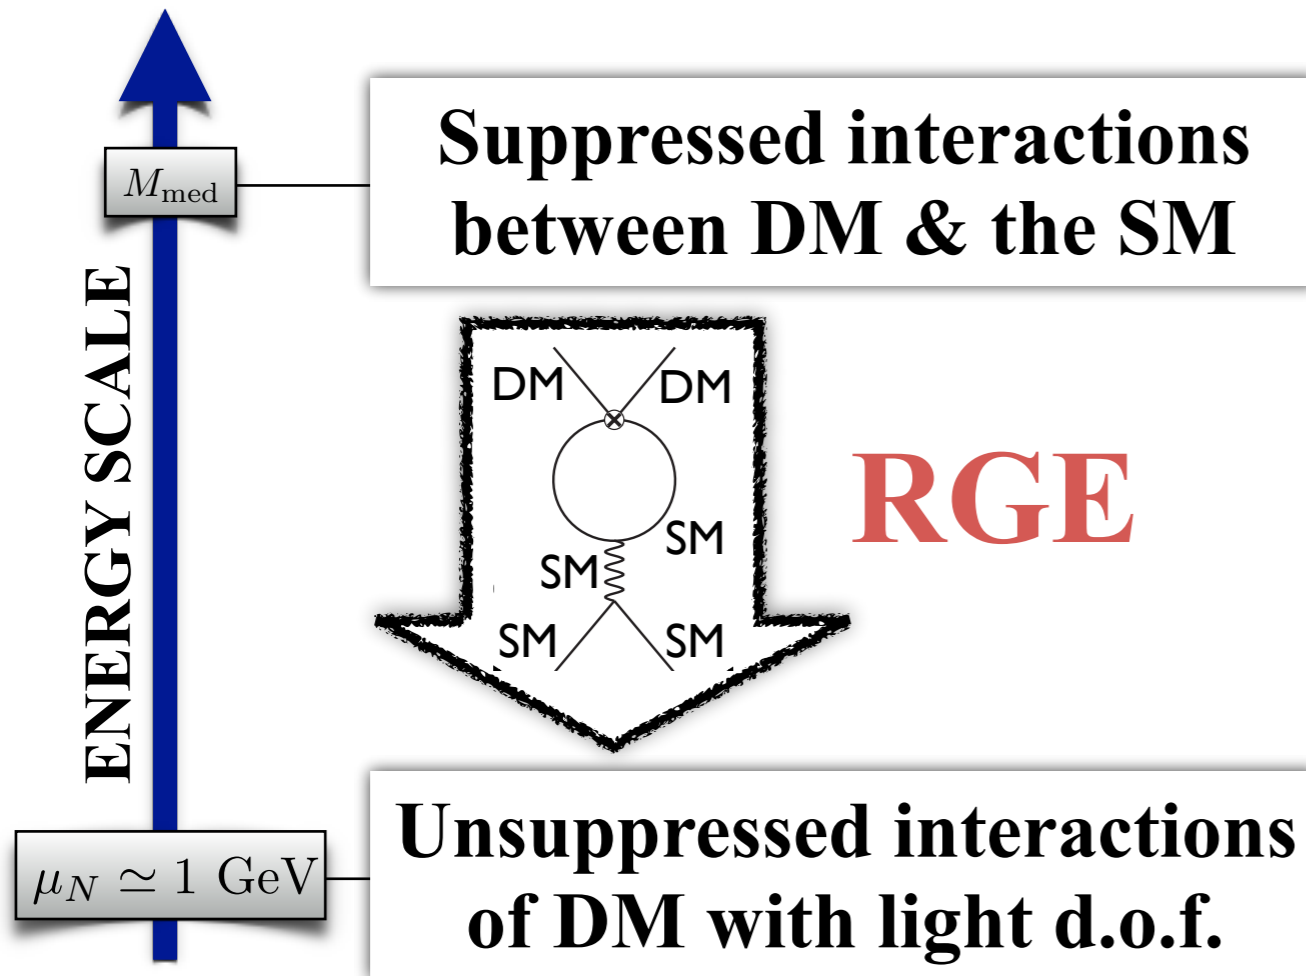 M_med
Suppressed interactions
between DM & the SM
ENERGY SCALE
DM DM
SM
SM
SM SM
RGE
μ_N ≃ 1 GeV
Unsuppressed interactions
of DM with light d.o.f.